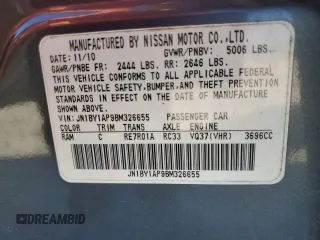 MANUFACTURED BY NISSAN MOTOR CO.,LTD.
DATE: 11/10 GVWR/PNBV: 5006 LBS.
GAWR/PNBE FR: 2444 LBS. RR: 2646 LBS.
THIS VEHICLE CONFORMS TO ALL APPLICABLE FEDERAL
MOTOR VEHICLE SAFETY, BUMPER, AND THEFT
PREVENTION STANDARDS IN EFFECT ON THE DATE OF MANUFACTURE
SHOWN ABOVE.
VIN: JN1BY1AP9BM326655 PASSENGER CAR
COLOR TRIM TRANS AXLE ENGINE
RAM C RE7R01A RC33 VQ37(VHR) 3696CC
JN1BY1AP9BM326655